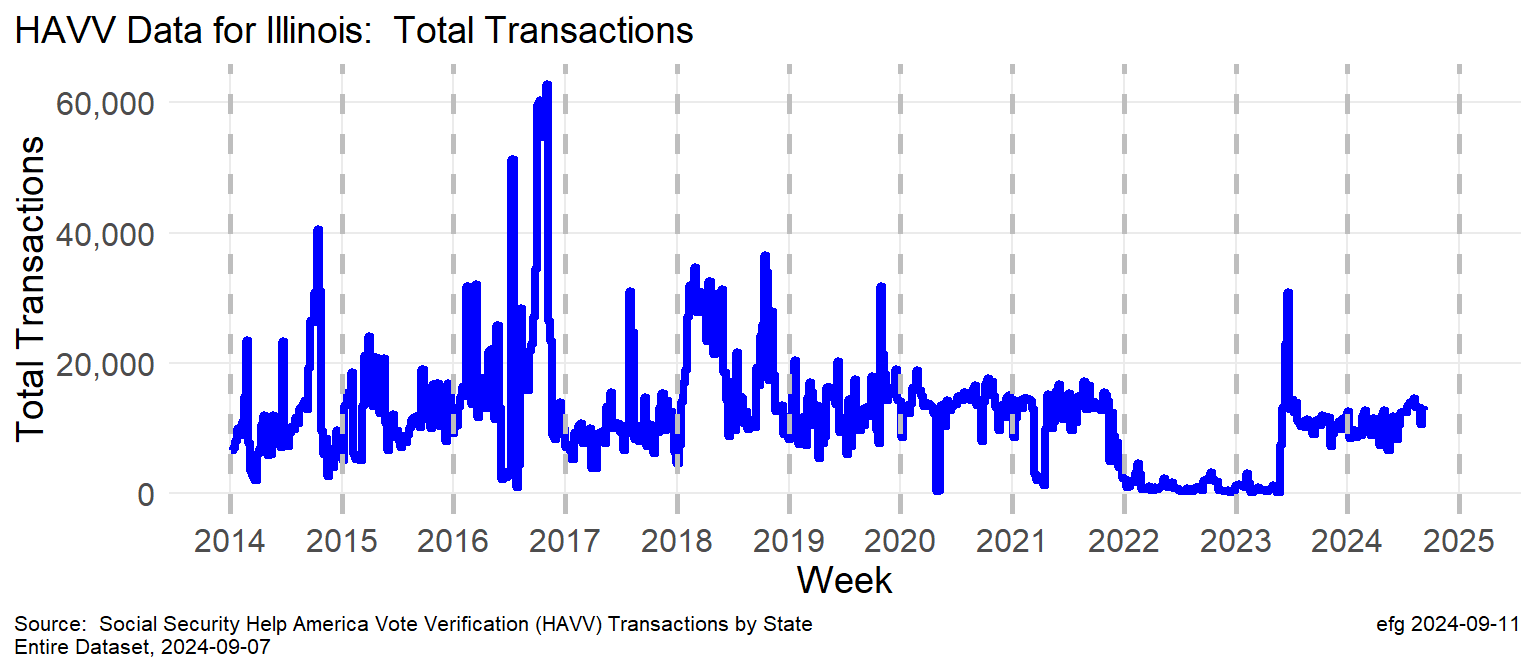 HAVV Data for Illinois:  Total Transactions
Total Transactions
60,000
40,000
20,000
0
2014 2015 2016 2017 2018 2019 2020 2021 2022 2023 2024 2025
Week
Source:  Social Security Help America Vote Verification (HAVV) Transactions by State
Entire Dataset, 2024-09-07
efg 2024-09-11